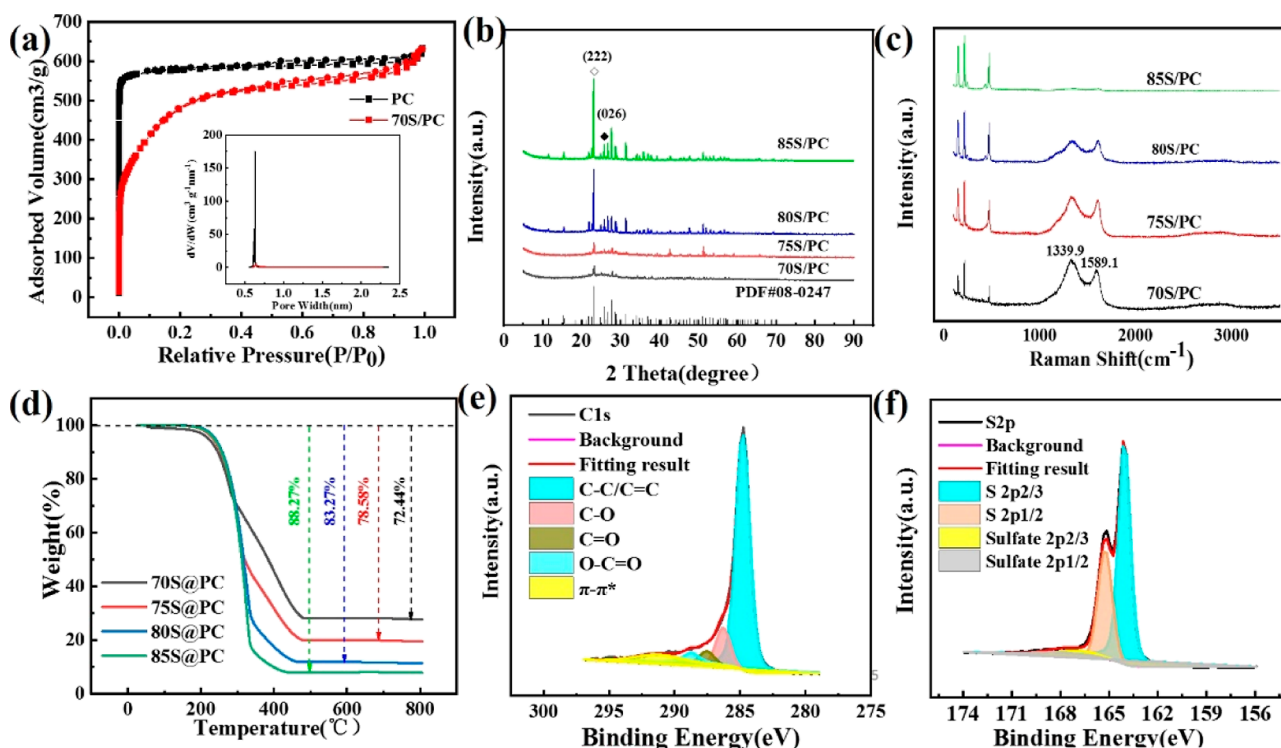 (a)
700
600
500
400
300
200
100
0
Adsorbed Volume(cm3/g)
PC
70S/PC
200
150
100
50
0
dV/dW(cm³ g⁻¹nm⁻¹)
0.5 1.0 1.5 2.0 2.5
Pore Width(nm)
0.0 0.2 0.4 0.6 0.8 1.0
Relative Pressure(P/P0)
(b)
Intensity(a.u.)
(222)
(026)
85S/PC
80S/PC
75S/PC
70S/PC
PDF#08-0247
0 10 20 30 40 50 60 70 80 90
2 Theta(degree)
(c)
Intensity(a.u.)
85S/PC
80S/PC
75S/PC
1339.9
1589.1
70S/PC
1000 2000 3000
Raman Shift(cm⁻¹)
(d)
100
80
60
40
20
0
Weight(%)
88.27%
83.27%
78.58%
72.44%
70S@PC
75S@PC
80S@PC
85S@PC
0 200 400 600 800
Temperature(℃)
(e)
Intensity(a.u.)
C1s
Background
Fitting result
C-C/C=C
C-O
C=O
O-C=O
π-π*
5
300 295 290 285 280
Binding Energy(eV)
(f)
Intensity(a.u.)
S2p
Background
Fitting result
S 2p2/3
S 2p1/2
Sulfate 2p2/3
Sulfate 2p1/2
174 171 168 165 162 159 156
Binding Energy(eV)